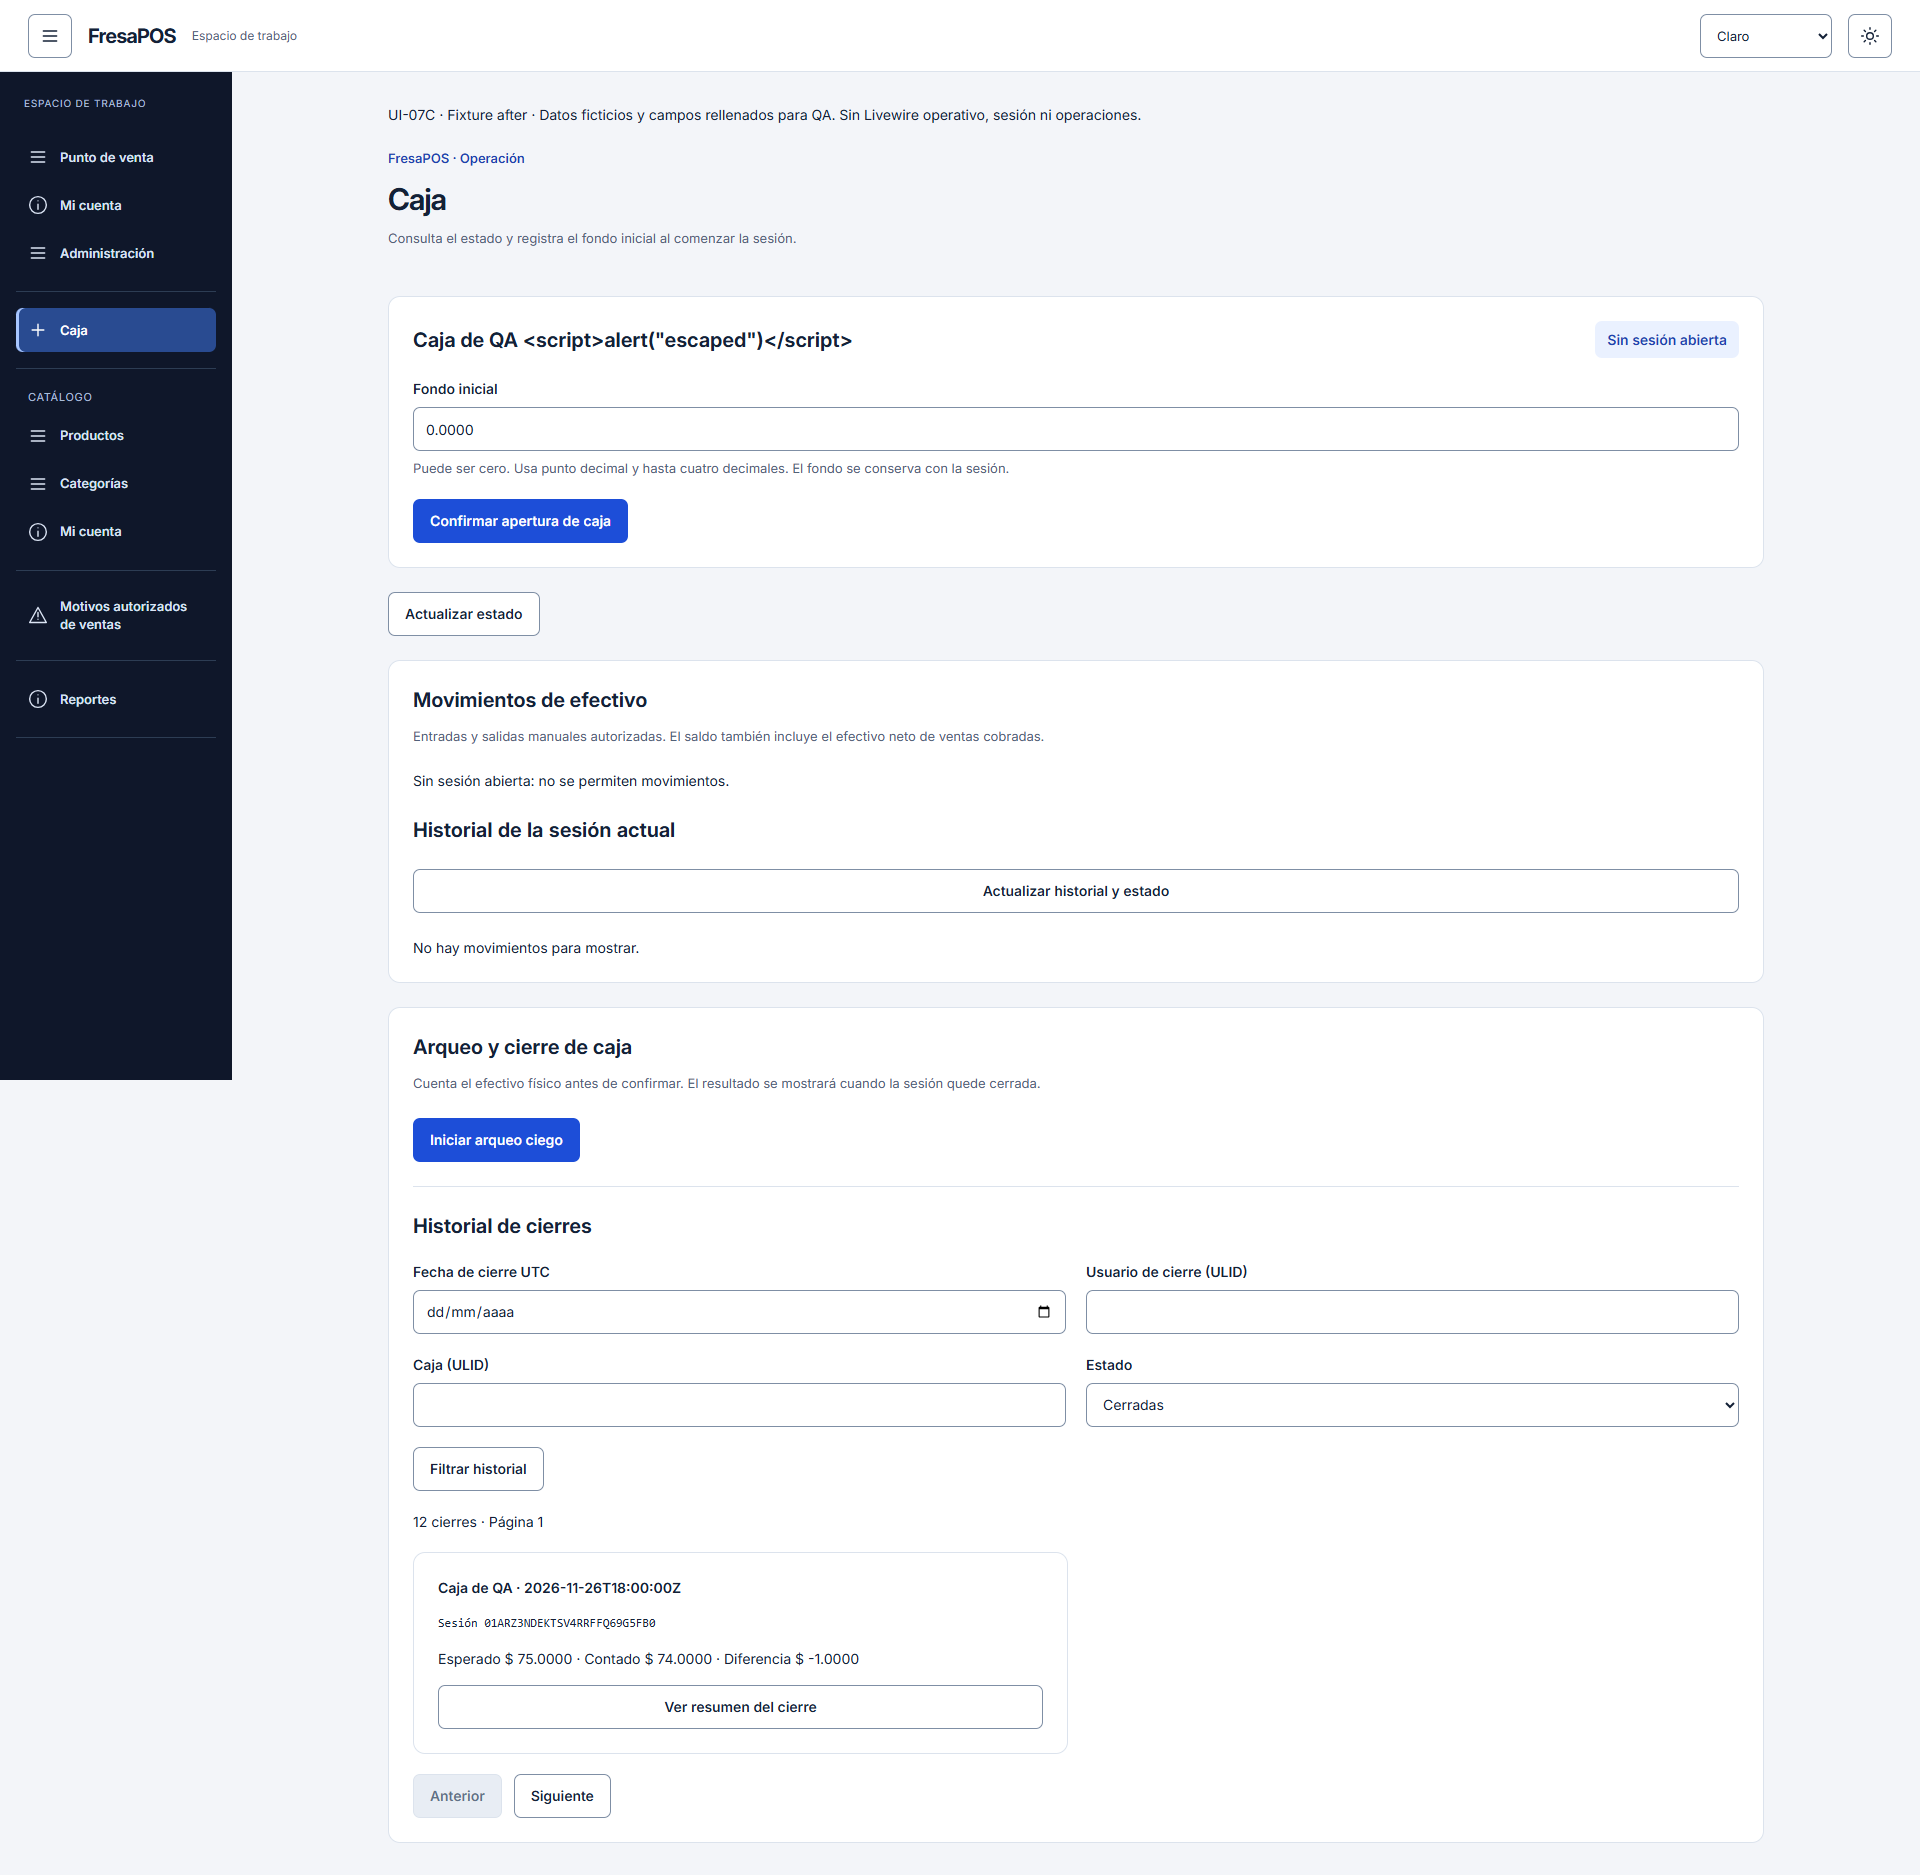 FresaPOS
Espacio de trabajo
Claro
ESPACIO DE TRABAJO
Punto de venta
Mi cuenta
Administración
Caja
CATÁLOGO
Productos
Categorías
Mi cuenta
Motivos autorizados
de ventas
Reportes
UI-07C · Fixture after · Datos ficticios y campos rellenados para QA. Sin Livewire operativo, sesión ni operaciones.
FresaPOS · Operación
Caja
Consulta el estado y registra el fondo inicial al comenzar la sesión.
Caja de QA <script>alert("escaped")</script>
Sin sesión abierta
Fondo inicial
0.0000
Puede ser cero. Usa punto decimal y hasta cuatro decimales. El fondo se conserva con la sesión.
Confirmar apertura de caja
Actualizar estado
Movimientos de efectivo
Entradas y salidas manuales autorizadas. El saldo también incluye el efectivo neto de ventas cobradas.
Sin sesión abierta: no se permiten movimientos.
Historial de la sesión actual
Actualizar historial y estado
No hay movimientos para mostrar.
Arqueo y cierre de caja
Cuenta el efectivo físico antes de confirmar. El resultado se mostrará cuando la sesión quede cerrada.
Iniciar arqueo ciego
Historial de cierres
Fecha de cierre UTC
dd/mm/aaaa
Usuario de cierre (ULID)
Caja (ULID)
Estado
Cerradas
Filtrar historial
12 cierres · Página 1
Caja de QA · 2026-11-26T18:00:00Z
Sesión 01ARZ3NDEKTSV4RRFFQ69G5FB0
Esperado $ 75.0000 · Contado $ 74.0000 · Diferencia $ -1.0000
Ver resumen del cierre
Anterior
Siguiente